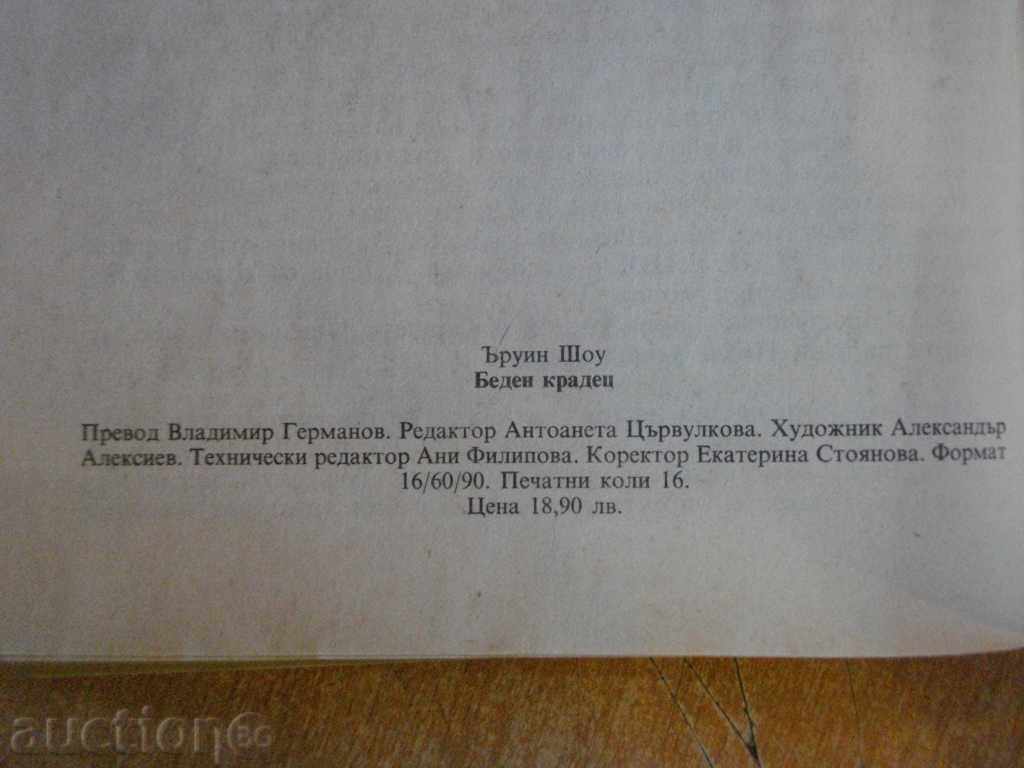 Ъруин Шоу
Беден крадец
Превод Владимир Германов. Редактор Антоанета Цървулкова. Художник Александър
Алексиев. Технически редактор Ани Филипова. Коректор Екатерина Стоянова. Формат
16/60/90. Печатни коли 16.
Цена 18,90 лв.
auction BG